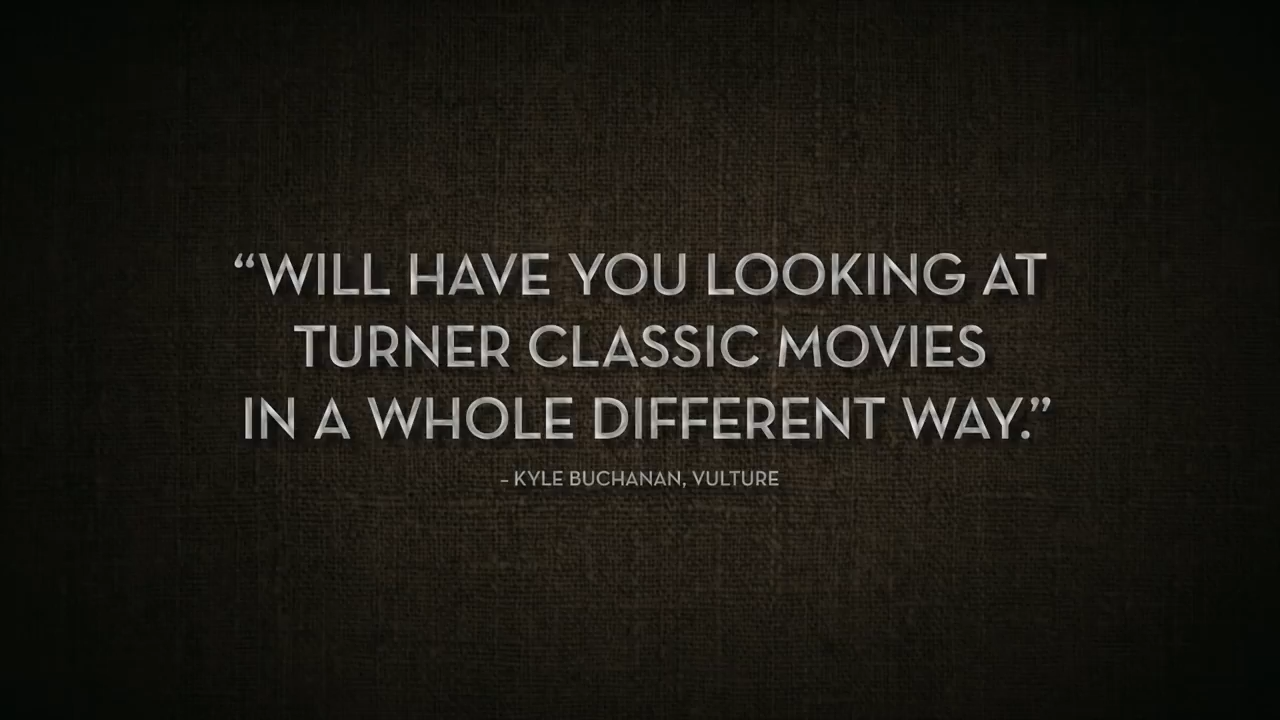 “WILL HAVE YOU LOOKING AT
TURNER CLASSIC MOVIES
IN A WHOLE DIFFERENT WAY.”
– KYLE BUCHANAN, VULTURE